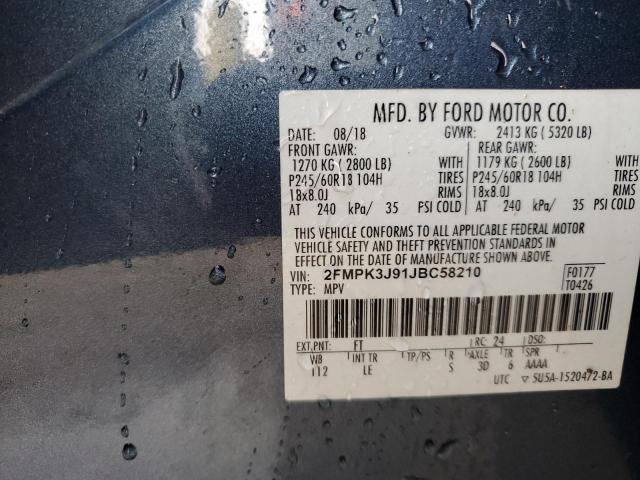 MFD. BY FORD MOTOR CO.
DATE: 08/18 GVWR: 2413 KG ( 5320 LB)
FRONT GAWR: REAR GAWR:
1270 KG ( 2800 LB) WITH 1179 KG ( 2600 LB) WITH
P245/60R18 104H TIRES P245/60R18 104H TIRES
18x8.0J RIMS 18x8.0J RIMS
AT 240 kPa/ 35 PSI COLD AT 240 kPa/ 35 PSI COLD
THIS VEHICLE CONFORMS TO ALL APPLICABLE FEDERAL MOTOR
VEHICLE SAFETY AND THEFT PREVENTION STANDARDS IN
EFFECT ON THE DATE OF MANUFACTURE SHOWN ABOVE.
VIN: 2FMPK3J91JBC58210 F0177
TYPE: MPV T0426
EXT PNT: FT RC: 24 DSO:
WB INT TR TP/PS R AXLE TR SPR
112 LE S 3D 6 AAAA
UTC ▽ 5U5A-1520472-BA